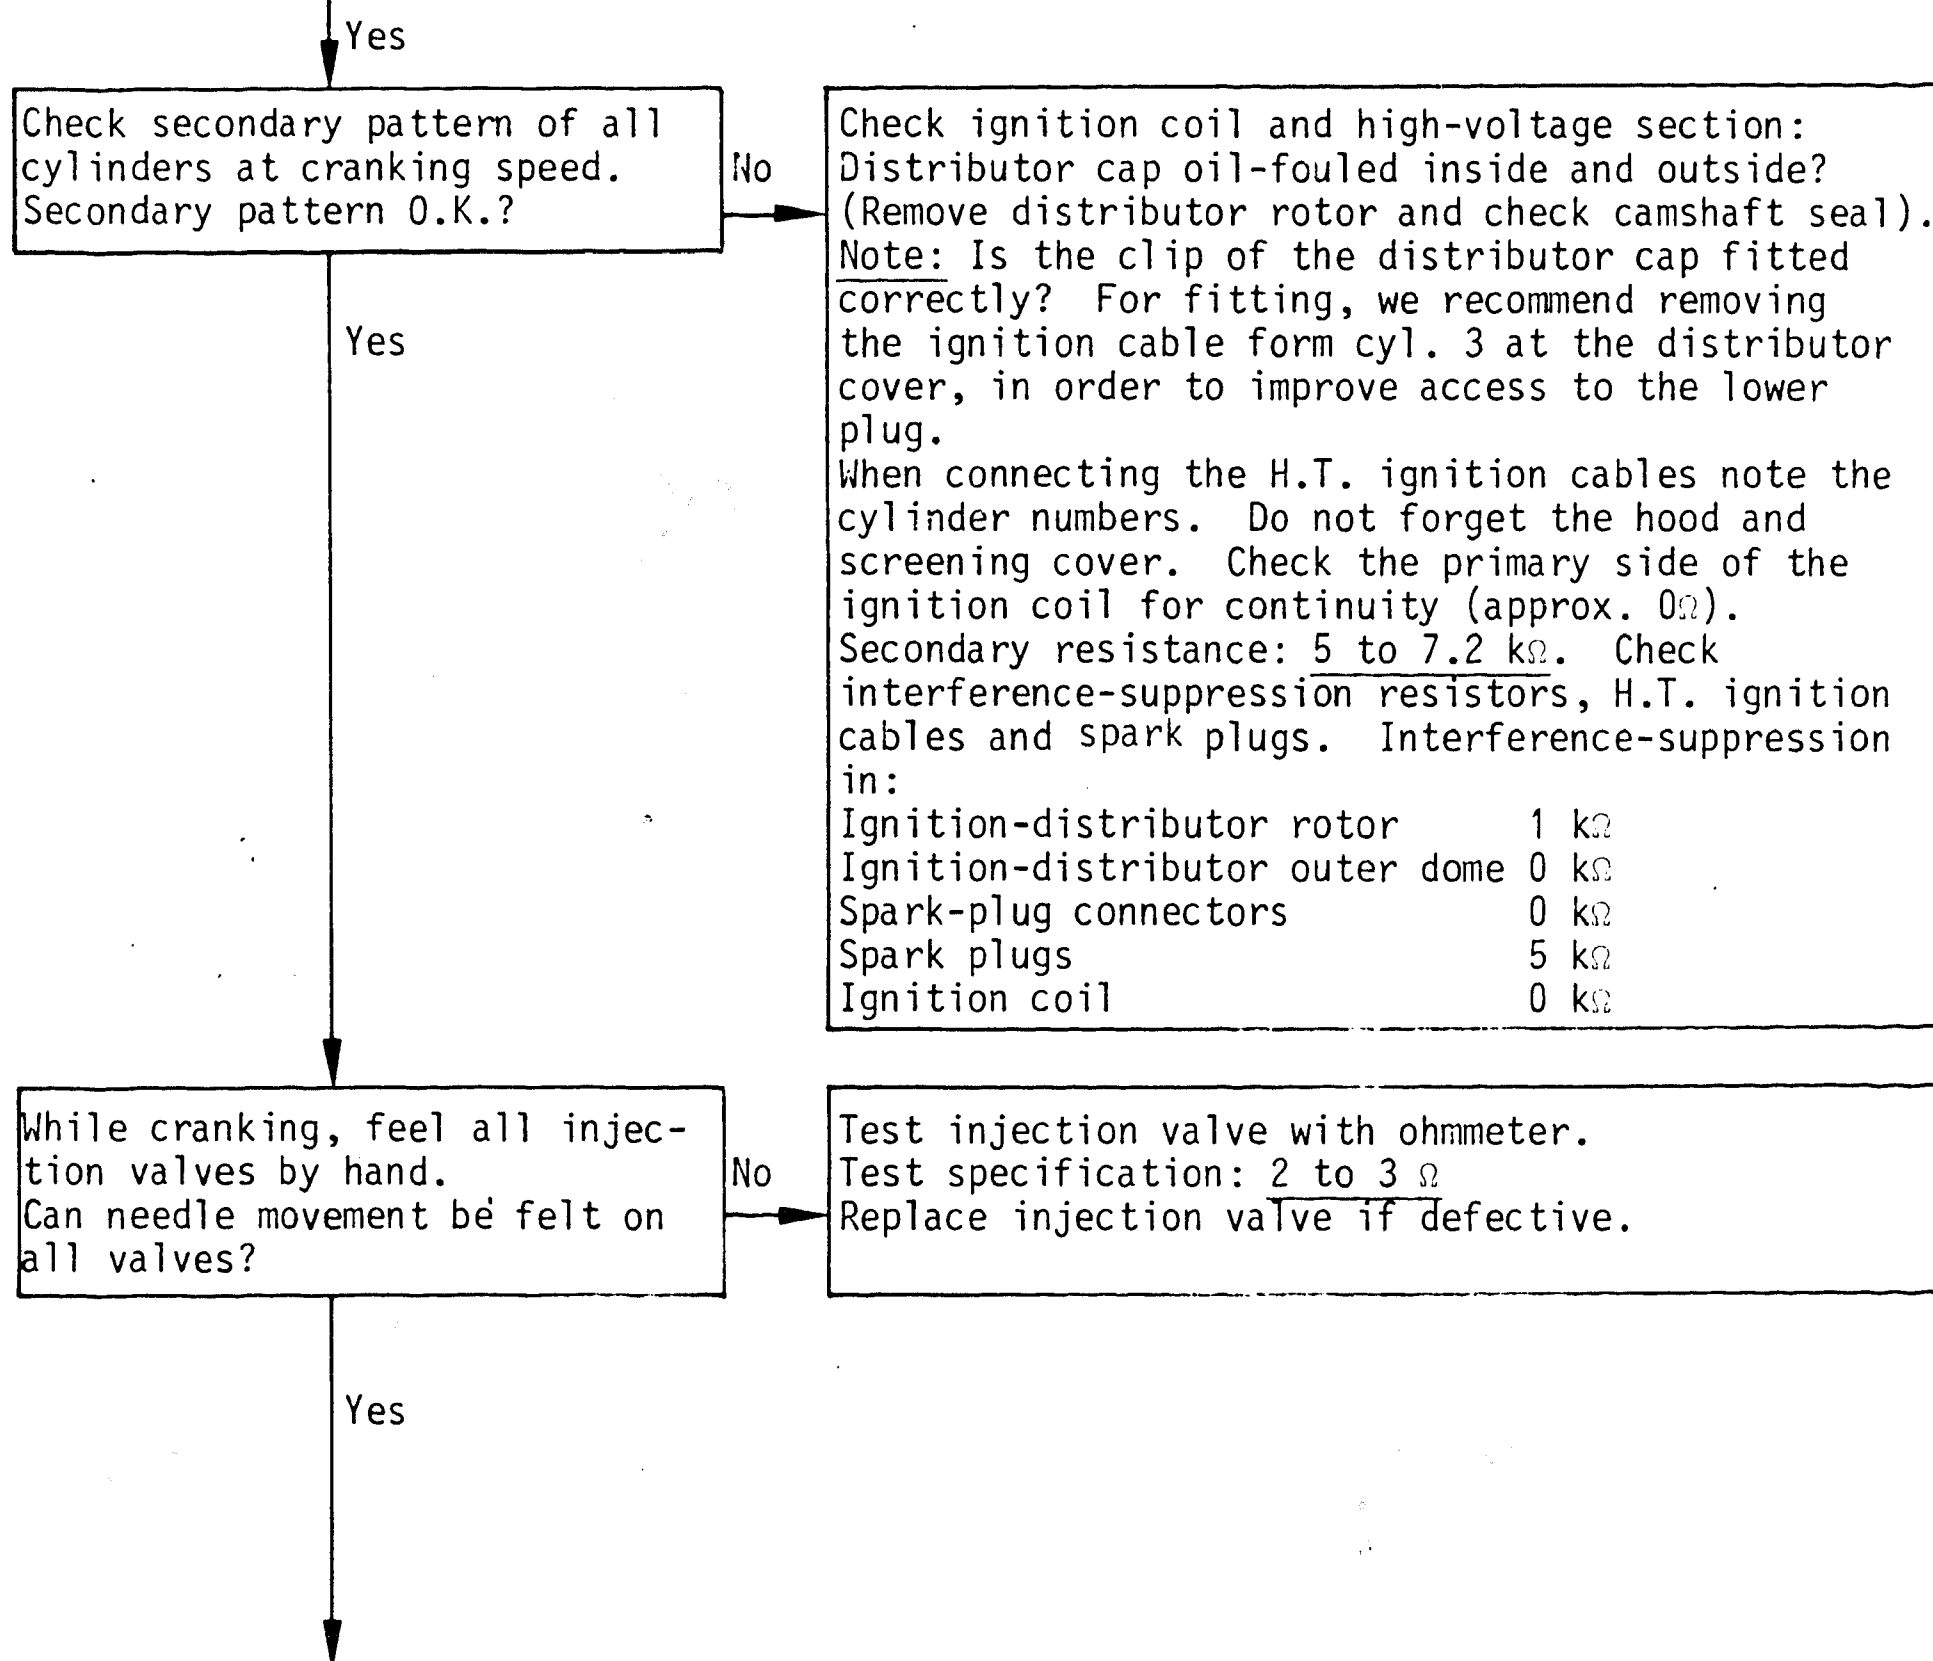 Yes
Check secondary pattern of all
cylinders at cranking speed.
Secondary pattern O.K.?
No
Check ignition coil and high-voltage section:
Distributor cap oil-fouled inside and outside?
(Remove distributor rotor and check camshaft seal).
Note: Is the clip of the distributor cap fitted
correctly? For fitting, we recommend removing
the ignition cable form cyl. 3 at the distributor
cover, in order to improve access to the lower
plug.
When connecting the H.T. ignition cables note the
cylinder numbers. Do not forget the hood and
screening cover. Check the primary side of the
ignition coil for continuity (approx. 0Ω).
Secondary resistance: 5 to 7.2 kΩ. Check
interference-suppression resistors, H.T. ignition
cables and spark plugs. Interference-suppression
in:
Ignition-distributor rotor 1 kΩ
Ignition-distributor outer dome 0 kΩ
Spark-plug connectors 0 kΩ
Spark plugs 5 kΩ
Ignition coil 0 kΩ
Yes
While cranking, feel all injec-
tion valves by hand.
Can needle movement be felt on
all valves?
No
Test injection valve with ohmmeter.
Test specification: 2 to 3 Ω
Replace injection valve if defective.
Yes